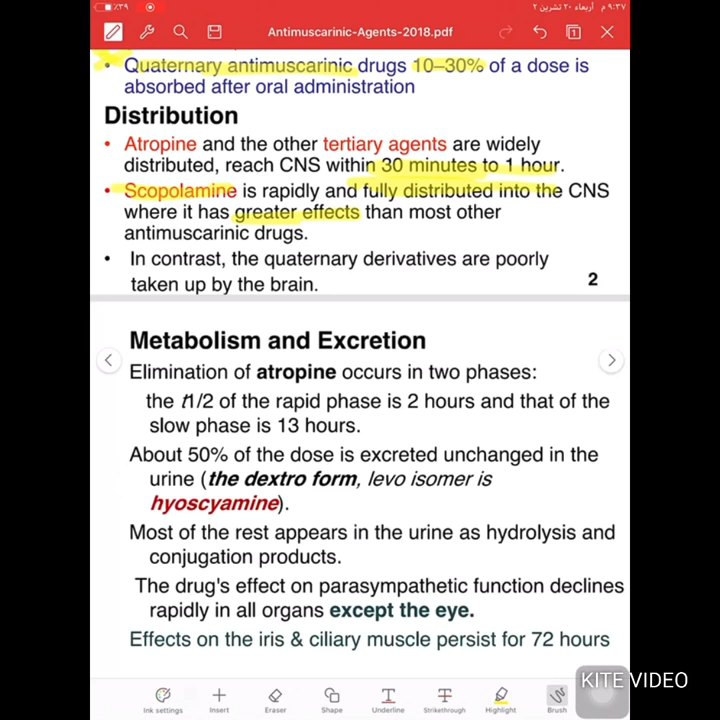 ٣٩٪
٩:٣٧ م أربعاء ٢٠ تشرين ٢
Antimuscarinic-Agents-2018.pdf
1
• Quaternary antimuscarinic drugs 10–30% of a dose is
absorbed after oral administration
Distribution
• Atropine and the other tertiary agents are widely
distributed, reach CNS within 30 minutes to 1 hour.
• Scopolamine is rapidly and fully distributed into the CNS
where it has greater effects than most other
antimuscarinic drugs.
• In contrast, the quaternary derivatives are poorly
taken up by the brain.
2
Metabolism and Excretion
Elimination of atropine occurs in two phases:
the t1/2 of the rapid phase is 2 hours and that of the
slow phase is 13 hours.
About 50% of the dose is excreted unchanged in the
urine (the dextro form, levo isomer is
hyoscyamine).
Most of the rest appears in the urine as hydrolysis and
conjugation products.
The drug's effect on parasympathetic function declines
rapidly in all organs except the eye.
Effects on the iris & ciliary muscle persist for 72 hours
KITE VIDEO
Ink settings
Insert
Eraser
Shape
Underline
Strikethrough
Highlight
Brush